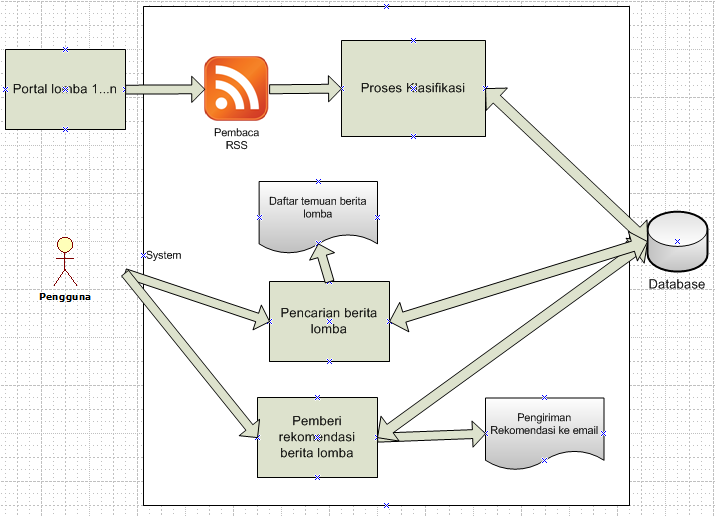 Portal lomba 1...n
Pembaca
RSS
Proses Klasifikasi
Daftar temuan berita
lomba
System
Pengguna
Database
Pencarian berita
lomba
Pemberi
rekomendasi
berita lomba
Pengiriman
Rekomendasi ke email